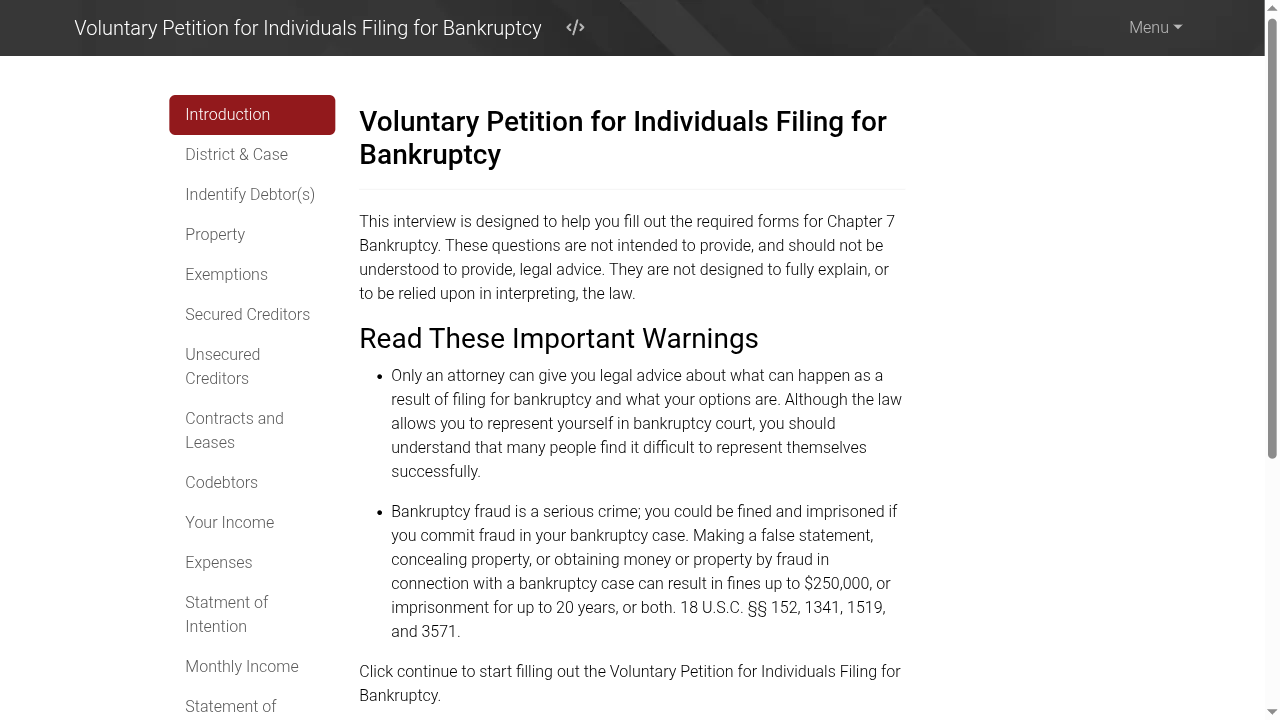 Voluntary Petition for Individuals Filing for Bankruptcy
Menu
Introduction
District & Case
Indentify Debtor(s)
Property
Exemptions
Secured Creditors
Unsecured
Creditors
Contracts and
Leases
Codebtors
Your Income
Expenses
Statment of
Intention
Monthly Income
Statement of
Voluntary Petition for Individuals Filing for
Bankruptcy
This interview is designed to help you fill out the required forms for Chapter 7
Bankruptcy. These questions are not intended to provide, and should not be
understood to provide, legal advice. They are not designed to fully explain, or
to be relied upon in interpreting, the law.
Read These Important Warnings
• Only an attorney can give you legal advice about what can happen as a
result of filing for bankruptcy and what your options are. Although the law
allows you to represent yourself in bankruptcy court, you should
understand that many people find it difficult to represent themselves
successfully.
• Bankruptcy fraud is a serious crime; you could be fined and imprisoned if
you commit fraud in your bankruptcy case. Making a false statement,
concealing property, or obtaining money or property by fraud in
connection with a bankruptcy case can result in fines up to $250,000, or
imprisonment for up to 20 years, or both. 18 U.S.C. §§ 152, 1341, 1519,
and 3571.
Click continue to start filling out the Voluntary Petition for Individuals Filing for
Bankruptcy.